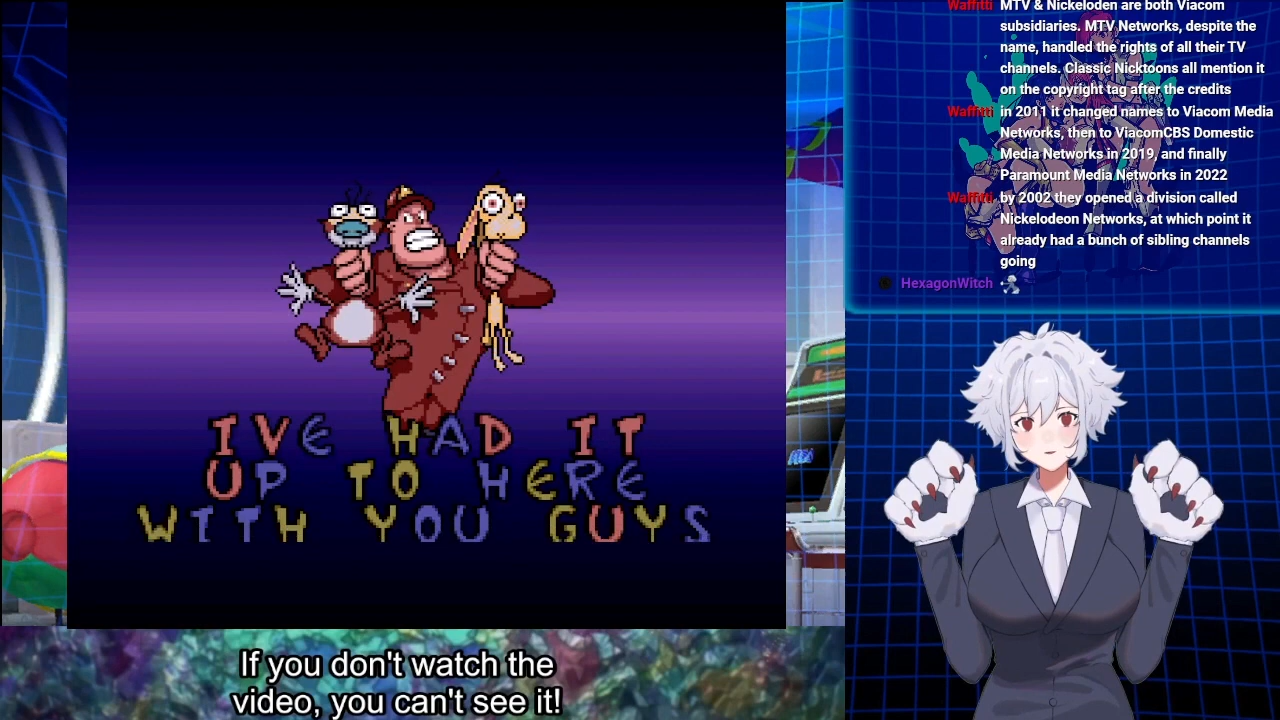 Waffitti MTV & Nickeloden are both Viacom
subsidiaries. MTV Networks, despite the
name, handled the rights of all their TV
channels. Classic Nicktoons all mention it
on the copyright tag after the credits
Waffitti in 2011 it changed names to Viacom Media
Networks, then to ViacomCBS Domestic
Media Networks in 2019, and finally
Paramount Media Networks in 2022
Waffitti by 2002 they opened a division called
Nickelodeon Networks, at which point it
already had a bunch of sibling channels
going
HexagonWitch
IVE HAD IT
UP TO HERE
WITH YOU GUYS
If you don't watch the
video, you can't see it!